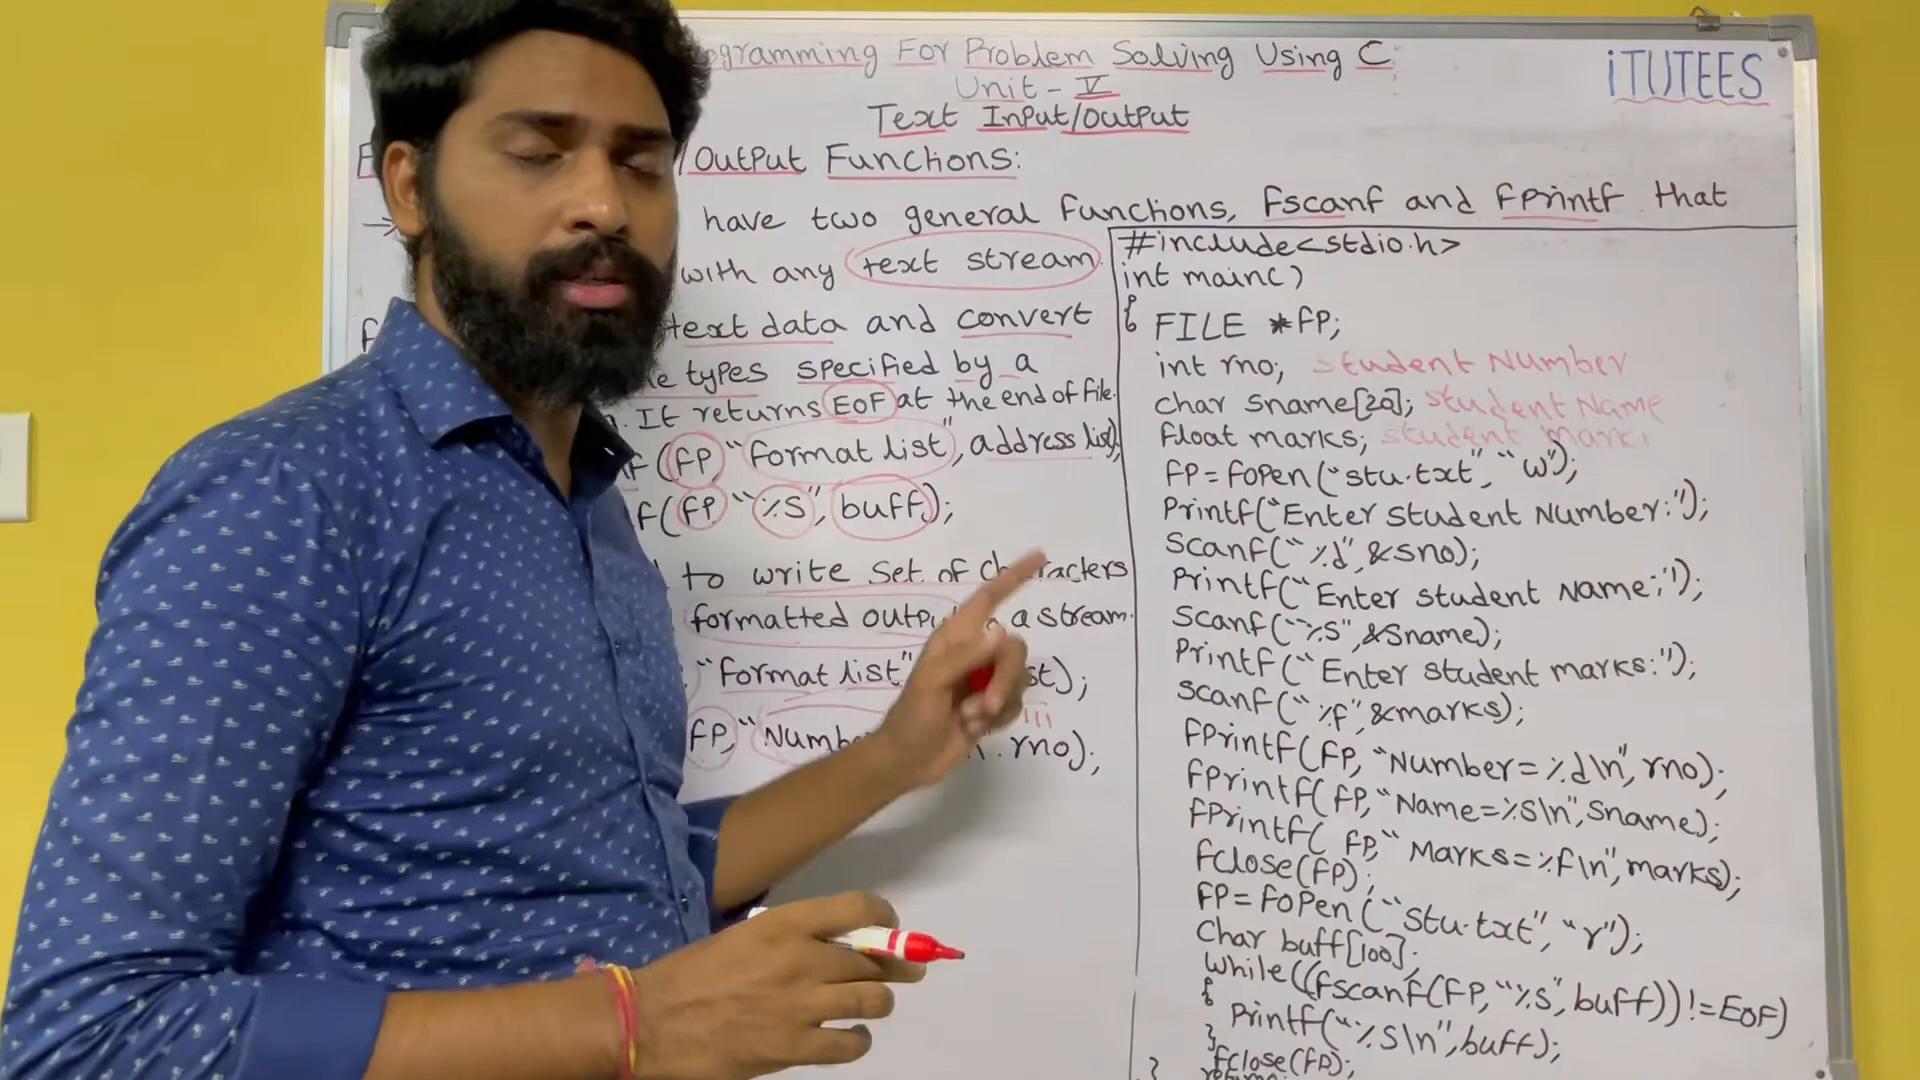 ogramming For Problem Solving Using C
iTUTEES
Unit - V
Text Input/Output
/Output Functions:
→ have two general functions, fscanf and fprintf that
with any text stream.
text data and convert
types specified by a
It returns EOF at the end of file.
f(fp, "format list", address list);
f(fp, "%s", buff);
to write set of characters
formatted a stream.
"format list" st);
fp, "Numb rno);
#include<stdio.h>
int main()
{ FILE *fp;
int rno; student Number
char sname[20]; student Name
float marks; student mark
fp=fopen("stu.txt", "w");
printf("Enter student Number:");
scanf("%d",&sno);
printf("Enter student Name:");
scanf("%s",&sname);
printf("Enter student marks:");
scanf("%f",&marks);
fprintf(fp, "Number=%d\n", rno);
fprintf(fp, "Name=%s\n", sname);
fprintf(fp, "Marks=%f\n", marks);
fclose(fp);
fp=fopen("stu.txt", "r");
char buff[100];
while((fscanf(fp, "%s", buff))!=EOF)
{
printf("%s\n",buff);
}
fclose(fp);
}